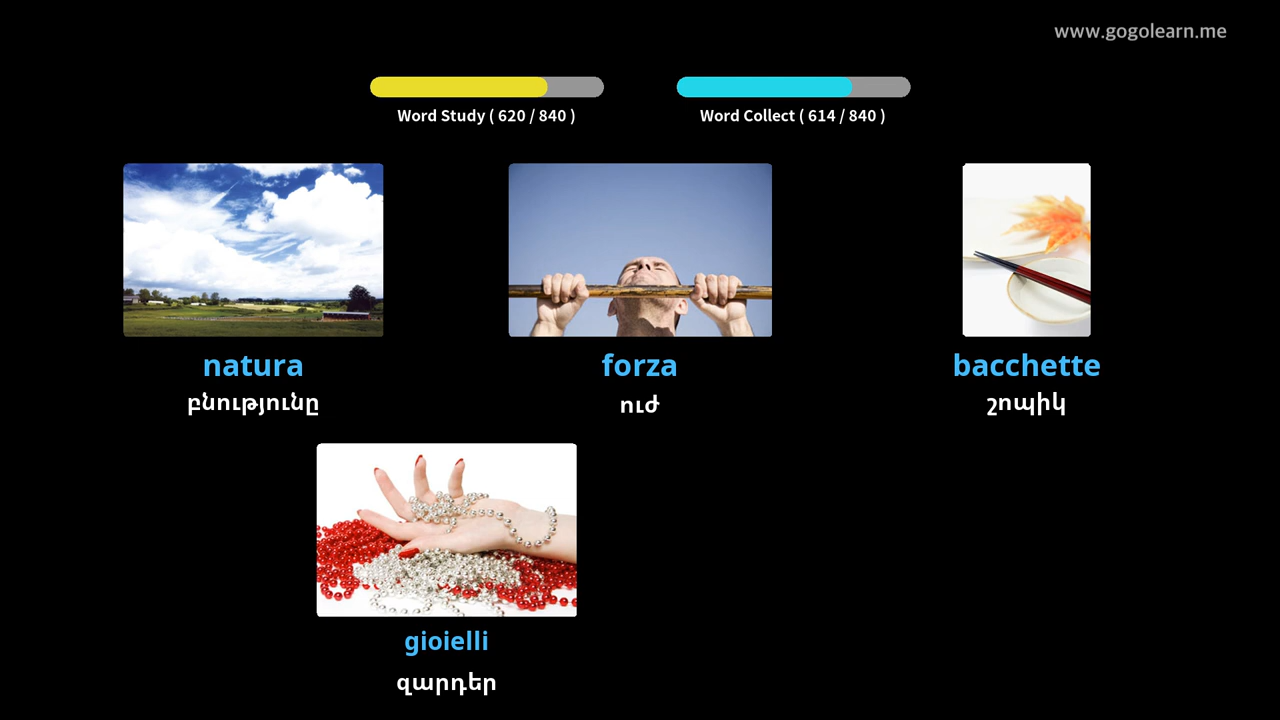 www.gogolearn.me
Word Study ( 620 / 840 )
Word Collect ( 614 / 840 )
natura
բնությունը
forza
ուժ
bacchette
շոպիկ
gioielli
զարդեր